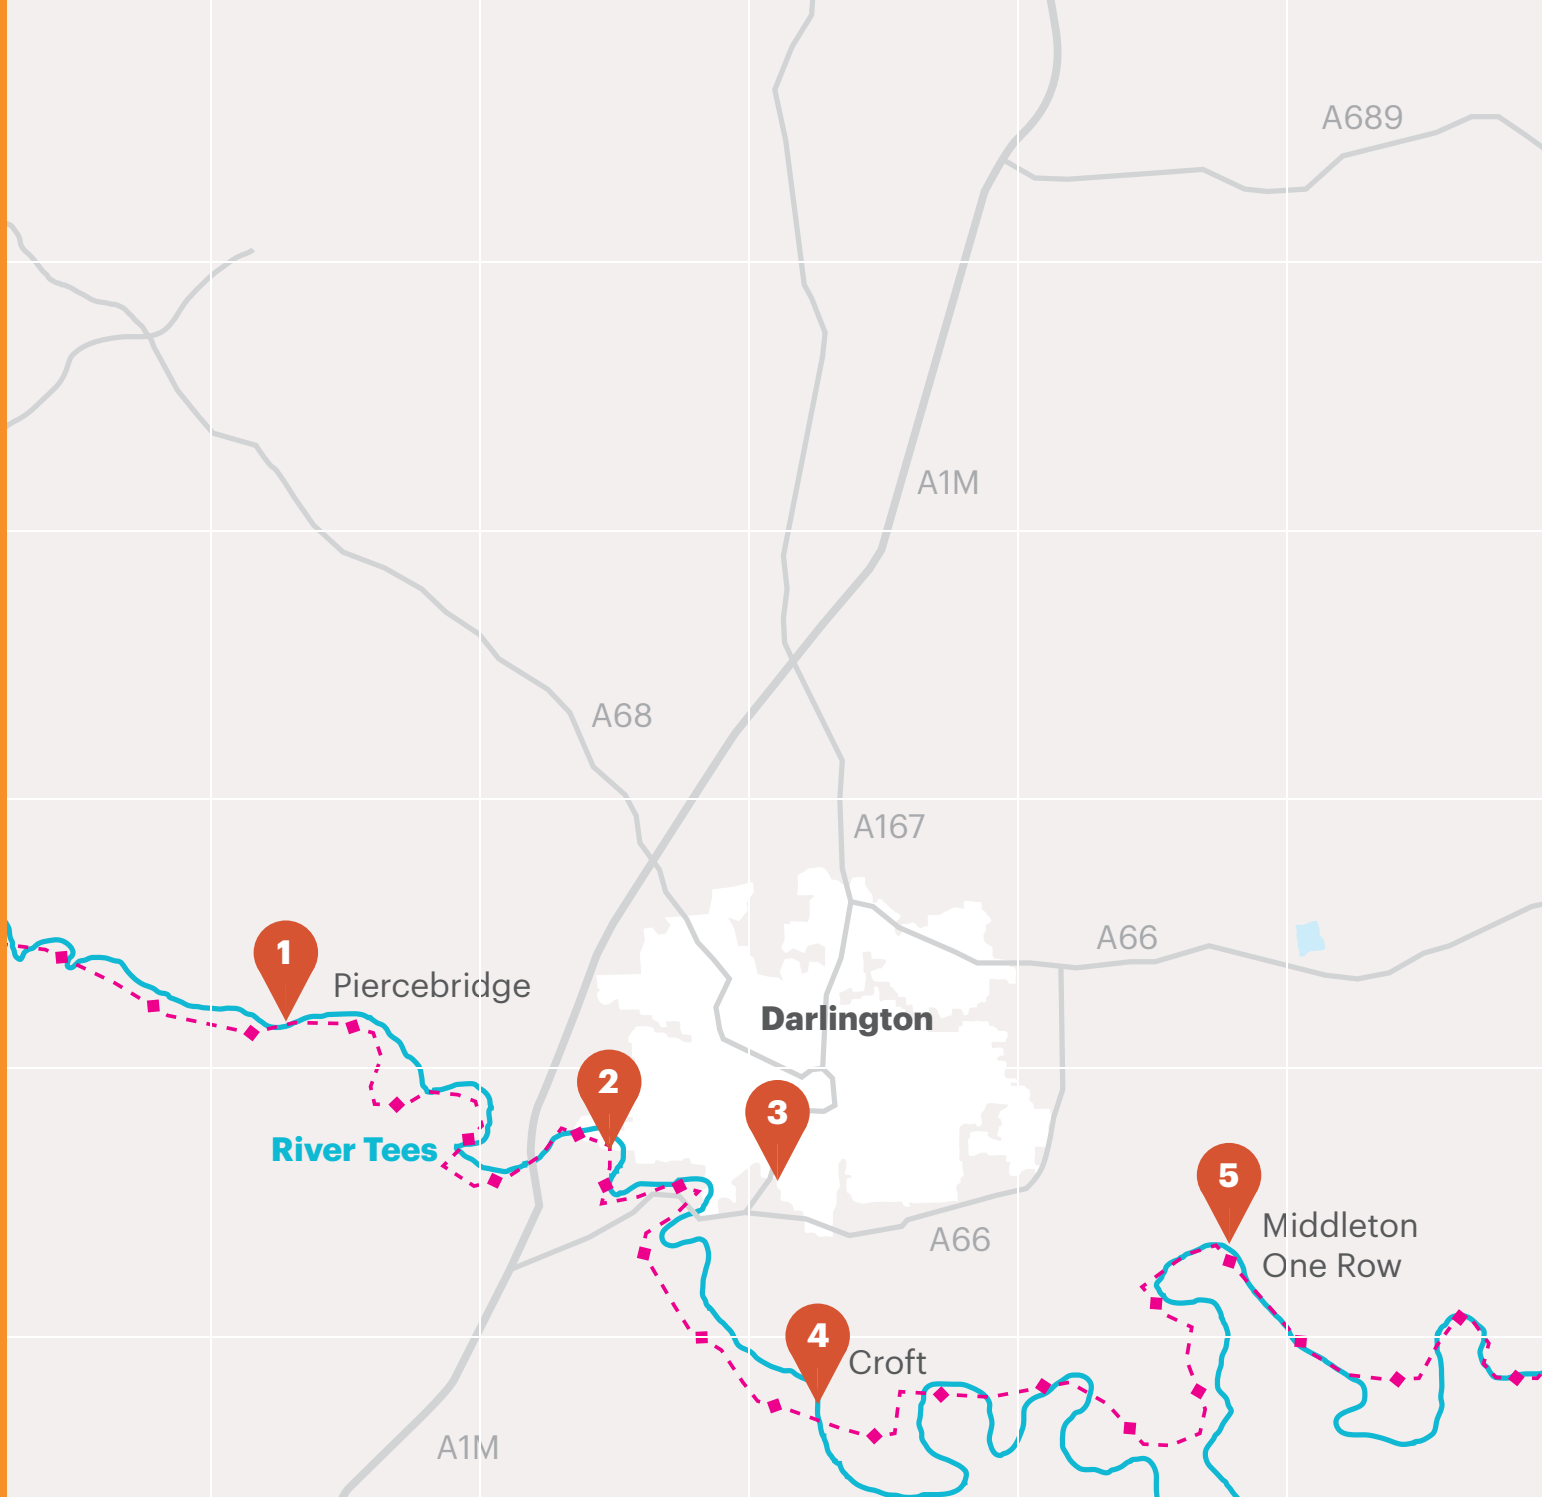 A689
A1M
A68
A167
A66
1
Piercebridge
Darlington
2
3
River Tees
5
Middleton
One Row
A66
4
Croft
A1M